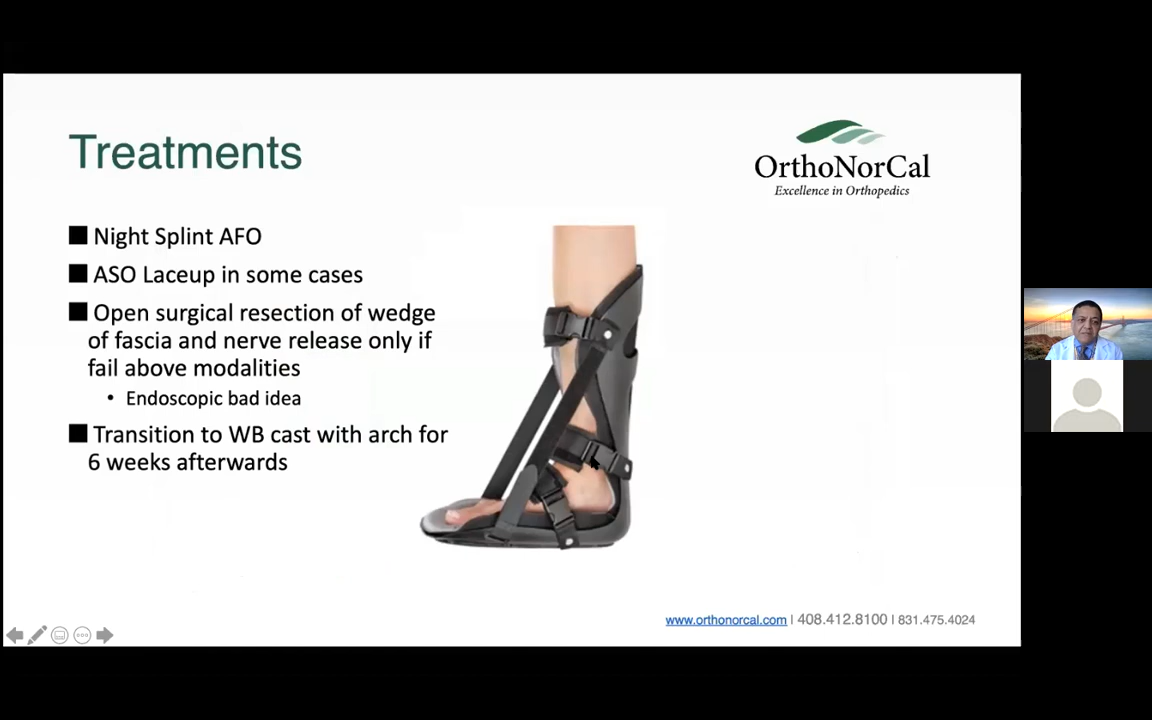 Treatments
OrthoNorCal
Excellence in Orthopedics
■ Night Splint AFO
■ ASO Laceup in some cases
■ Open surgical resection of wedge
of fascia and nerve release only if
fail above modalities
• Endoscopic bad idea
■ Transition to WB cast with arch for
6 weeks afterwards
www.orthonorcal.com | 408.412.8100 | 831.475.4024